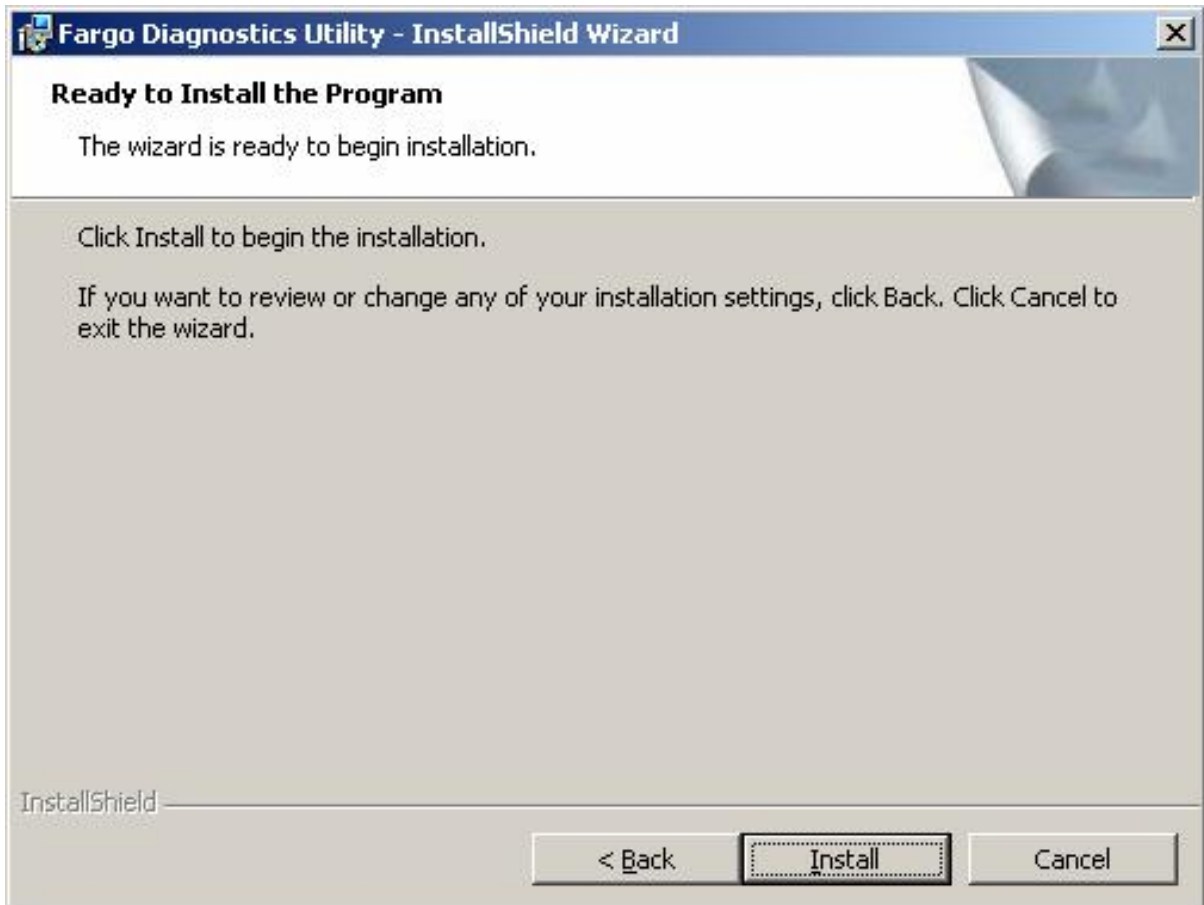 Fargo Diagnostics Utility - InstallShield Wizard
Ready to Install the Program
The wizard is ready to begin installation.
Click Install to begin the installation.
If you want to review or change any of your installation settings, click Back. Click Cancel to
exit the wizard.
InstallShield
< Back Install Cancel